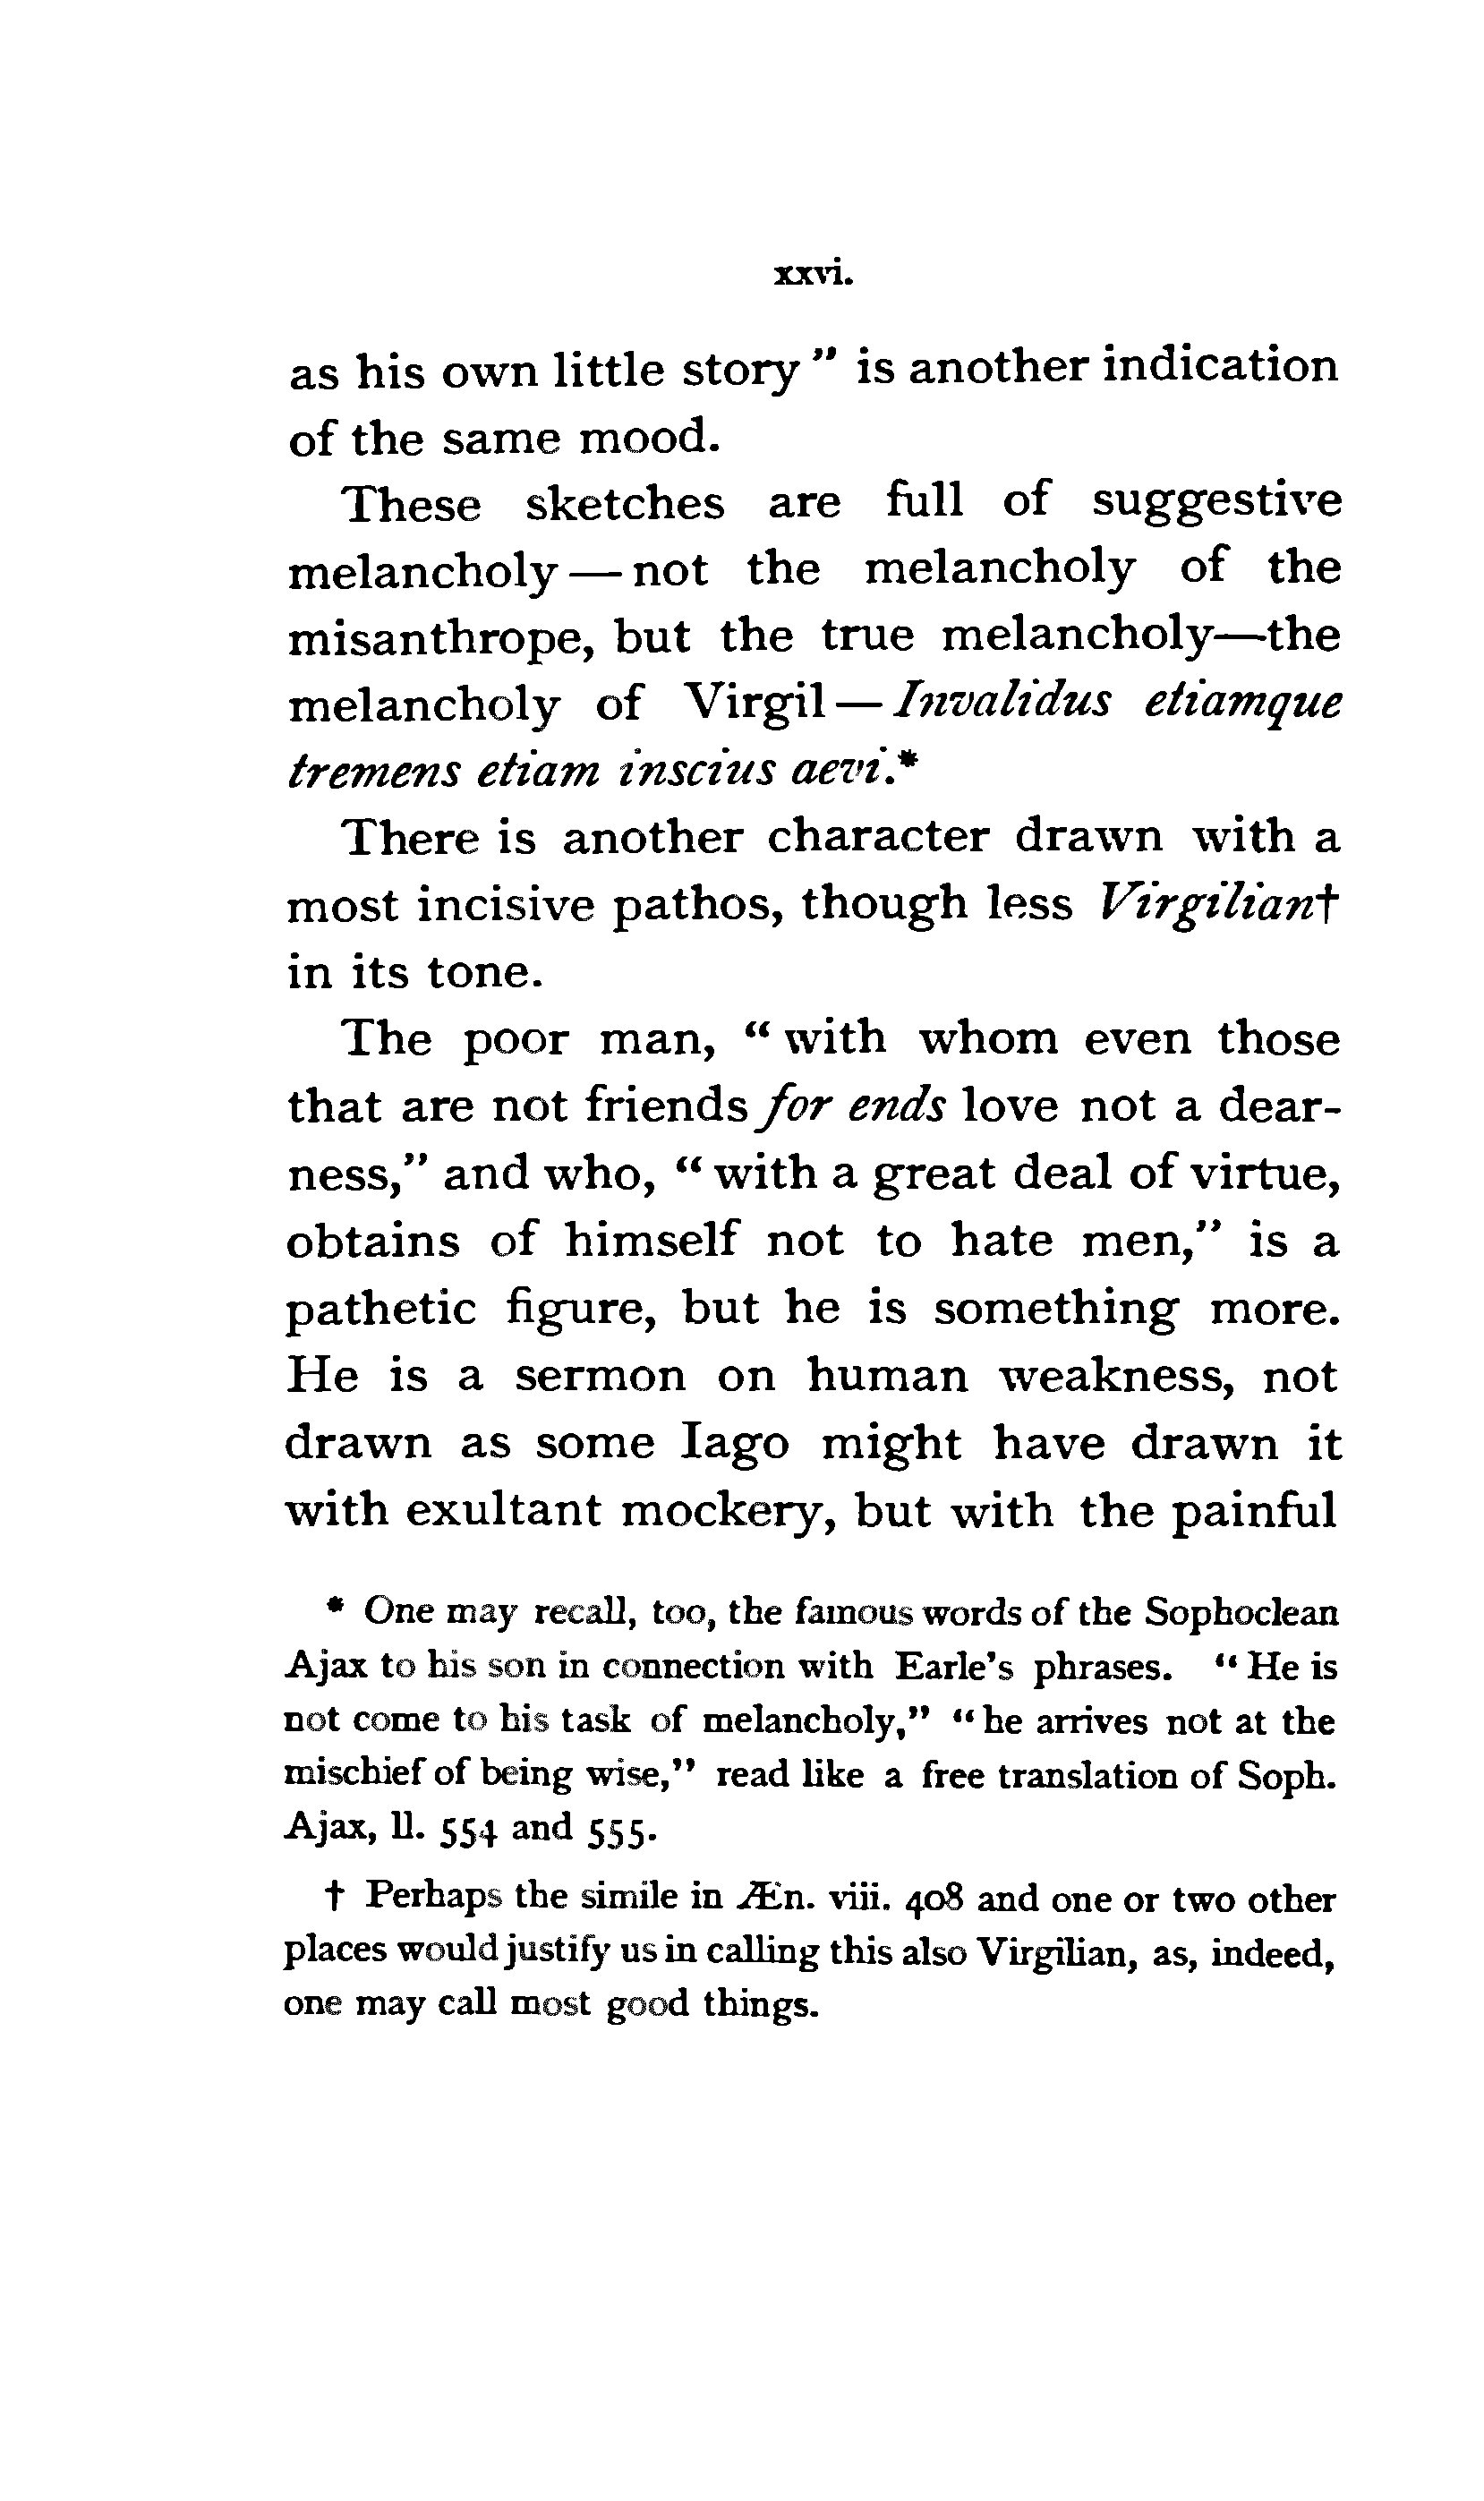 xxvi.
as his own little story” is another indication
of the same mood.
These sketches are full of suggestive
melancholy—not the melancholy of the
misanthrope, but the true melancholy—the
melancholy of Virgil—Invalidus etiamque
tremens etiam inscius aevi.*
There is another character drawn with a
most incisive pathos, though less Virgilian†
in its tone.
The poor man, “with whom even those
that are not friends for ends love not a dear-
ness,” and who, “with a great deal of virtue,
obtains of himself not to hate men,” is a
pathetic figure, but he is something more.
He is a sermon on human weakness, not
drawn as some Iago might have drawn it
with exultant mockery, but with the painful
* One may recall, too, the famous words of the Sophoclean
Ajax to his son in connection with Earle’s phrases. “He is
not come to his task of melancholy,” “he arrives not at the
mischief of being wise,” read like a free translation of Soph.
Ajax, ll. 554 and 555.
† Perhaps the simile in Æn. viii. 408 and one or two other
places would justify us in calling this also Virgilian, as, indeed,
one may call most good things.